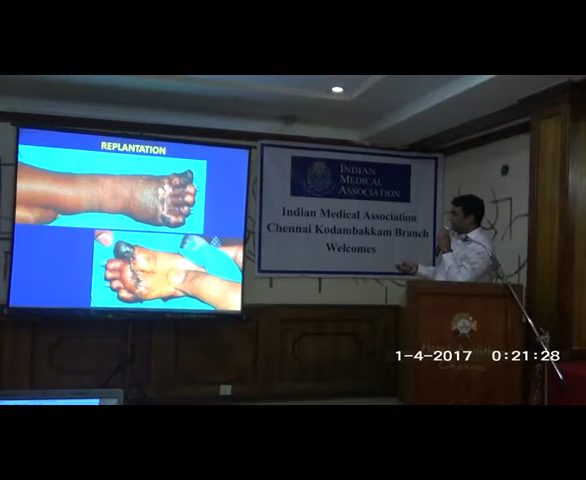 REPLANTATION
INDIAN
MEDICAL
ASSOCIATION
Indian Medical Association
Chennai Kodambakkam Branch
Welcomes
1-4-2017 0:21:28